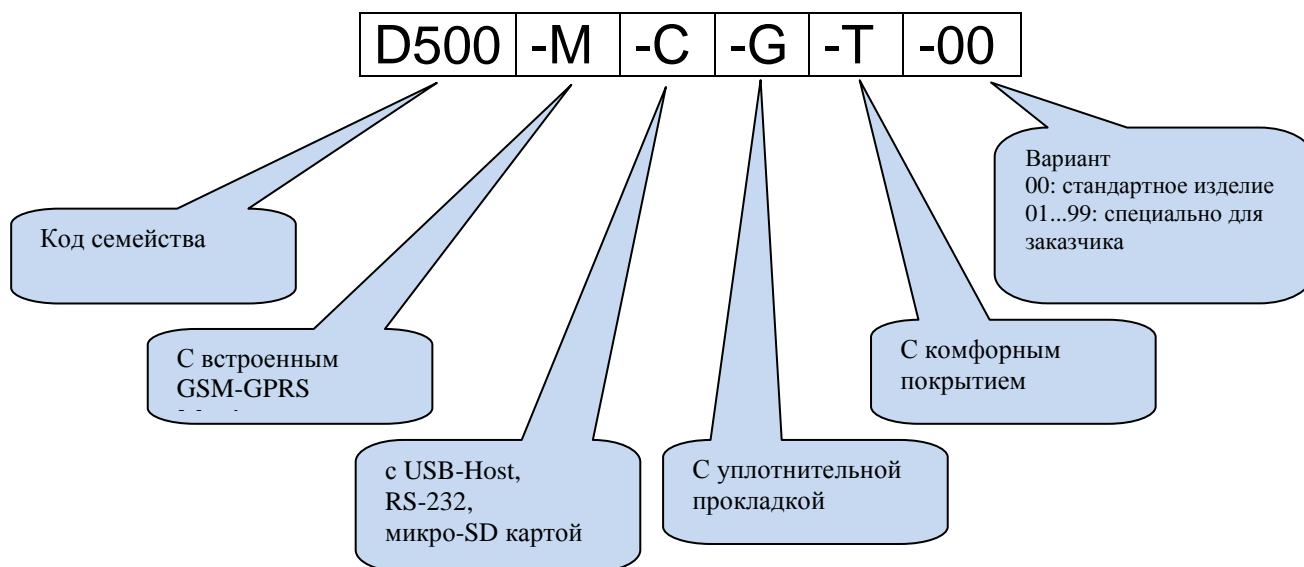 D500 -M -C -G -T -00
Вариант
00: стандартное изделие
01...99: специально для
заказчика
Код семейства
С встроенным
GSM-GPRS
С комфорным
покрытием
с USB-Host,
RS-232,
микро-SD картой
С уплотнительной
прокладкой